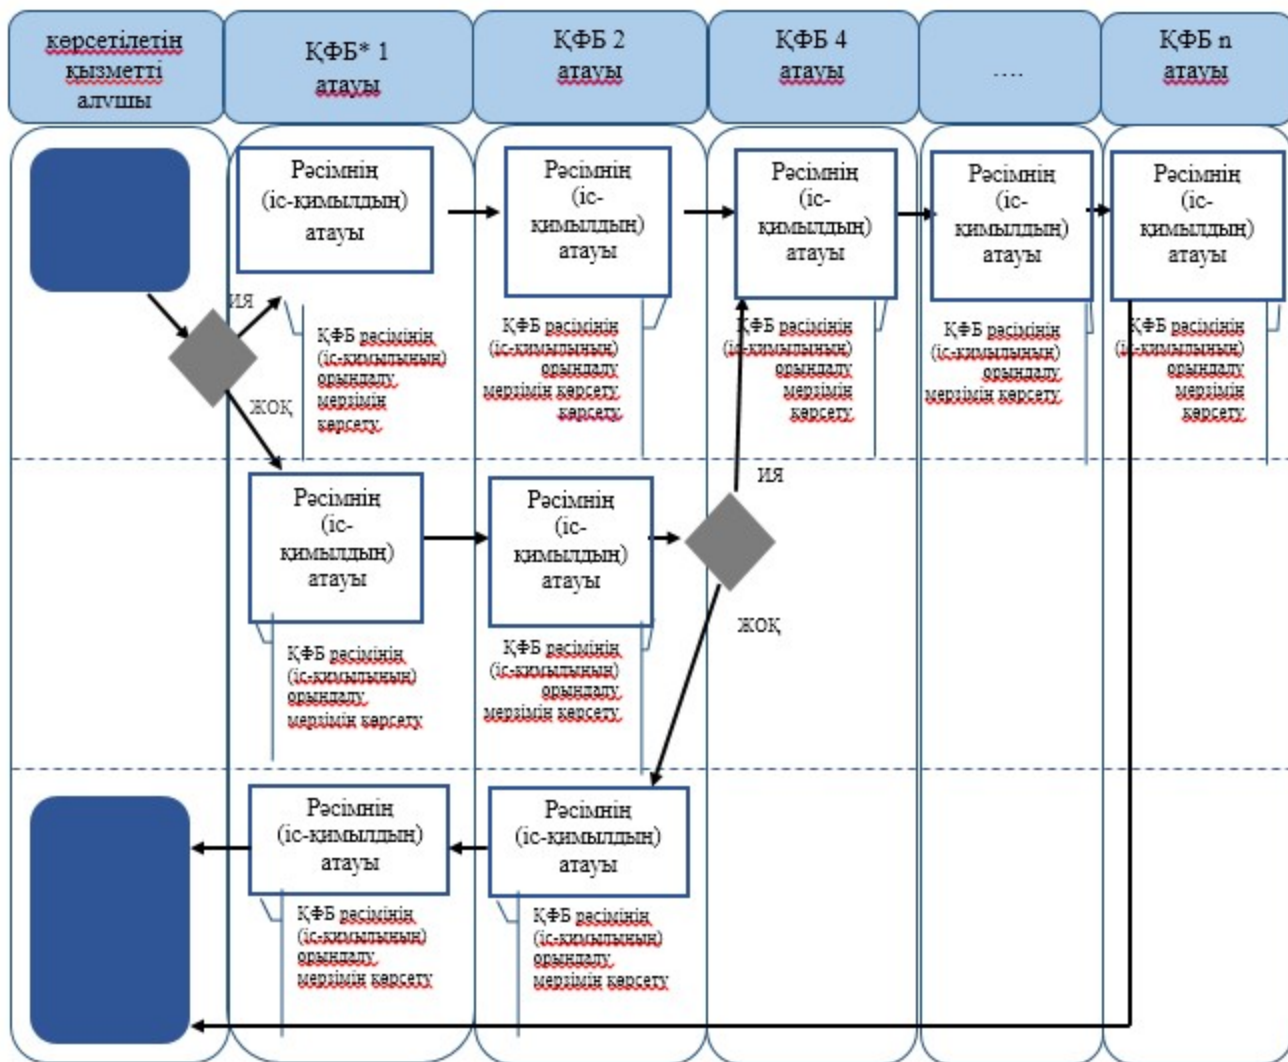 көрсетілетін
қызметті
алушы
ҚФБ* 1
атауы
ҚФБ 2
атауы
ҚФБ 4
атауы
….
ҚФБ n
атауы
Рәсімнің
(іс-қимылдың)
атауы
Рәсімнің
(іс-
қимылдың)
атауы
Рәсімнің
(іс-
қимылдың)
атауы
Рәсімнің
(іс-
қимылдың)
атауы
Рәсімнің
(іс-
қимылдың)
атауы
ИЯ
ҚФБ рәсімінің
(іс-қимылының)
орындалу
мерзімін
көрсету
ҚФБ рәсімінің
(іс-қимылының)
орындалу
мерзімін көрсету
көрсету
ҚФБ рәсімінің
(іс-қимылының)
орындалу
мерзімін
көрсету
ҚФБ рәсімінің
(іс-қимылының)
орындалу
мерзімін көрсету
ҚФБ рәсімінің
(іс-қимылының)
орындалу
мерзімін
көрсету
ЖОҚ
Рәсімнің
(іс-
қимылдың)
атауы
Рәсімнің
(іс-
қимылдың)
атауы
ИЯ
ЖОҚ
ҚФБ рәсімінің
(іс-қимылының)
орындалу
мерзімін көрсету
ҚФБ рәсімінің
(іс-қимылының)
орындалу
мерзімін көрсету
Рәсімнің
(іс-қимылдың)
атауы
Рәсімнің
(іс-қимылдың)
атауы
ҚФБ рәсімінің
(іс-қимылының)
орындалу
мерзімін көрсету
ҚФБ рәсімінің
(іс-қимылының)
орындалу
мерзімін көрсету